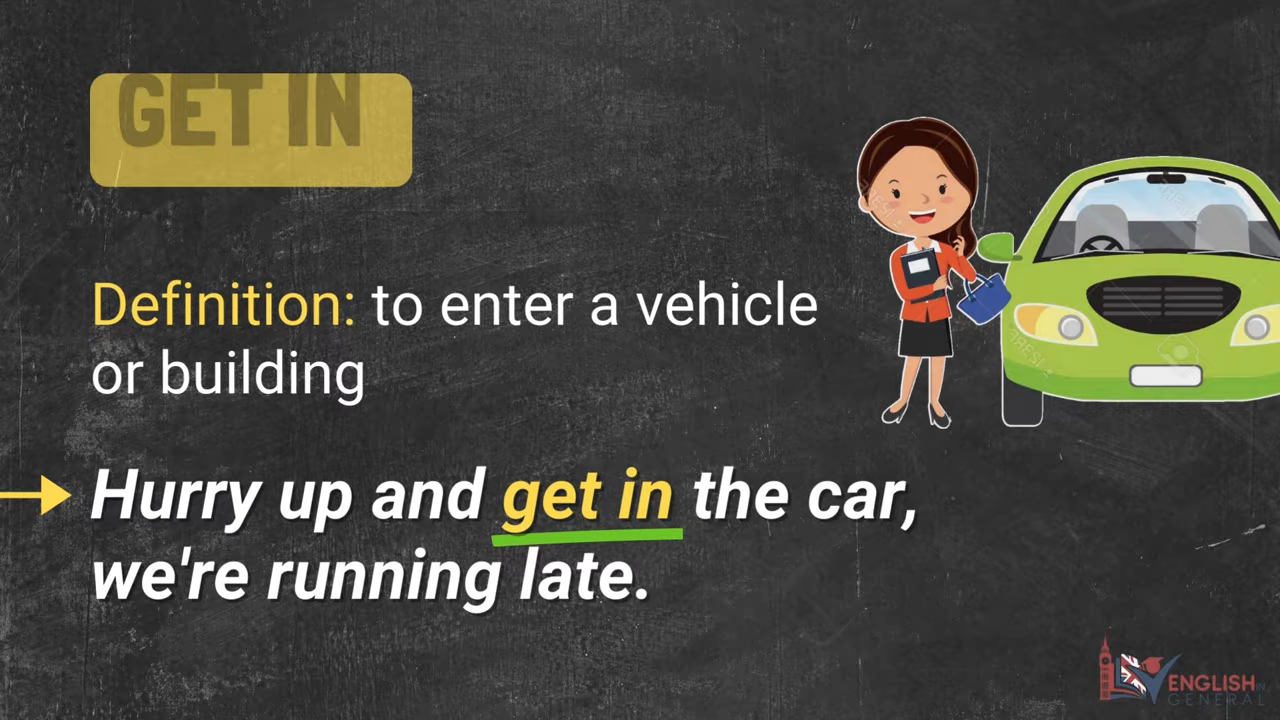 GET IN
Definition: to enter a vehicle
or building
Hurry up and get in the car,
we're running late.
ENGLISH IN
GENERAL